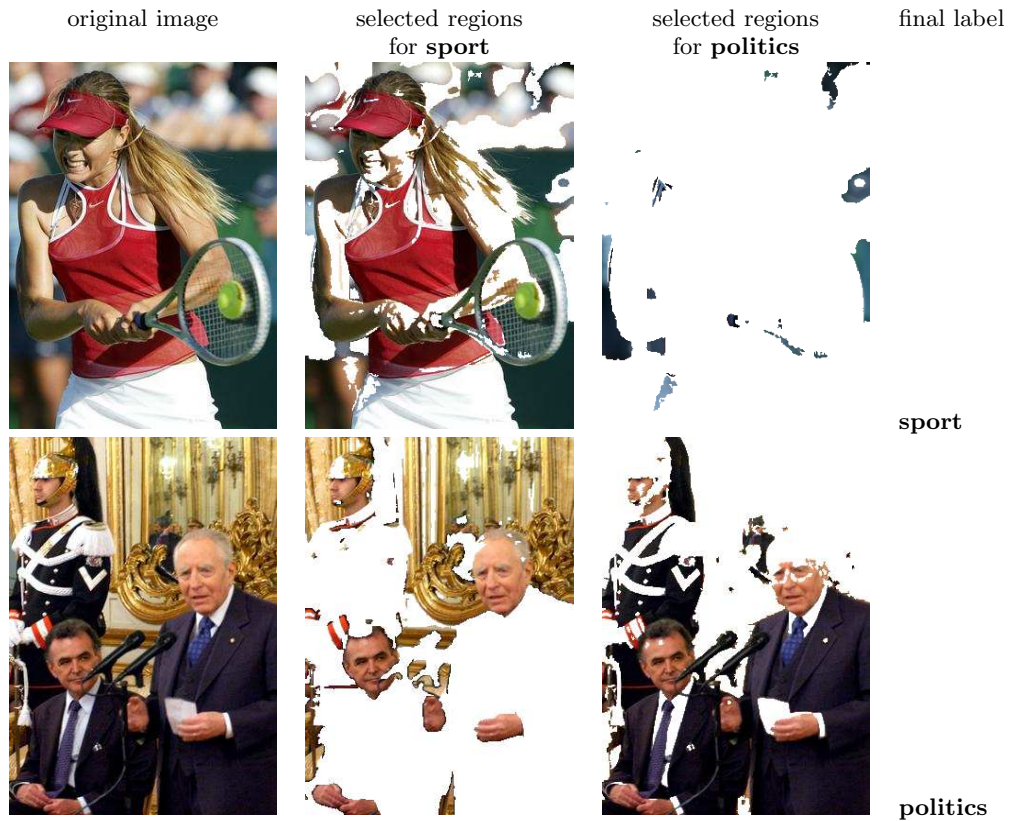 original image
selected regions
for sport
selected regions
for politics
final label
sport
politics